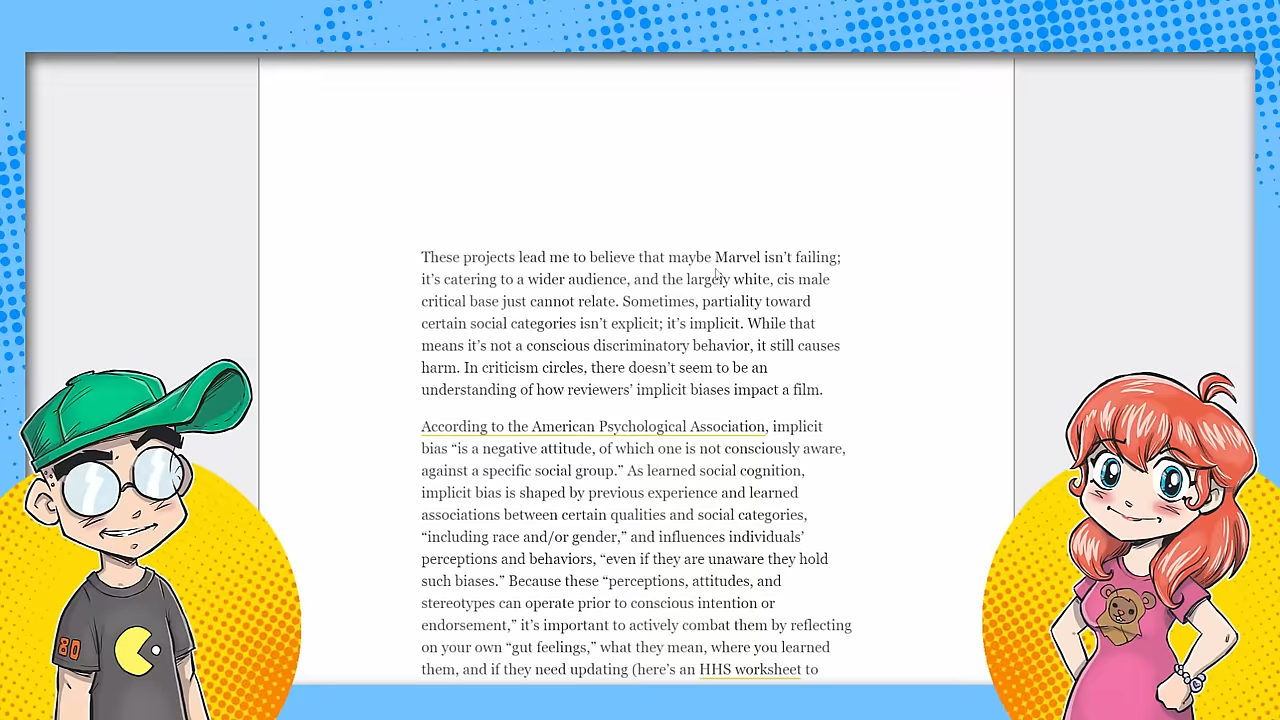 These projects lead me to believe that maybe Marvel isn’t failing;
it’s catering to a wider audience, and the largely white, cis male
critical base just cannot relate. Sometimes, partiality toward
certain social categories isn’t explicit; it’s implicit. While that
means it’s not a conscious discriminatory behavior, it still causes
harm. In criticism circles, there doesn’t seem to be an
understanding of how reviewers’ implicit biases impact a film.
According to the American Psychological Association, implicit
bias “is a negative attitude, of which one is not consciously aware,
against a specific social group.” As learned social cognition,
implicit bias is shaped by previous experience and learned
associations between certain qualities and social categories,
“including race and/or gender,” and influences individuals’
perceptions and behaviors, “even if they are unaware they hold
such biases.” Because these “perceptions, attitudes, and
stereotypes can operate prior to conscious intention or
endorsement,” it’s important to actively combat them by reflecting
on your own “gut feelings,” what they mean, where you learned
them, and if they need updating (here’s an HHS worksheet to
80